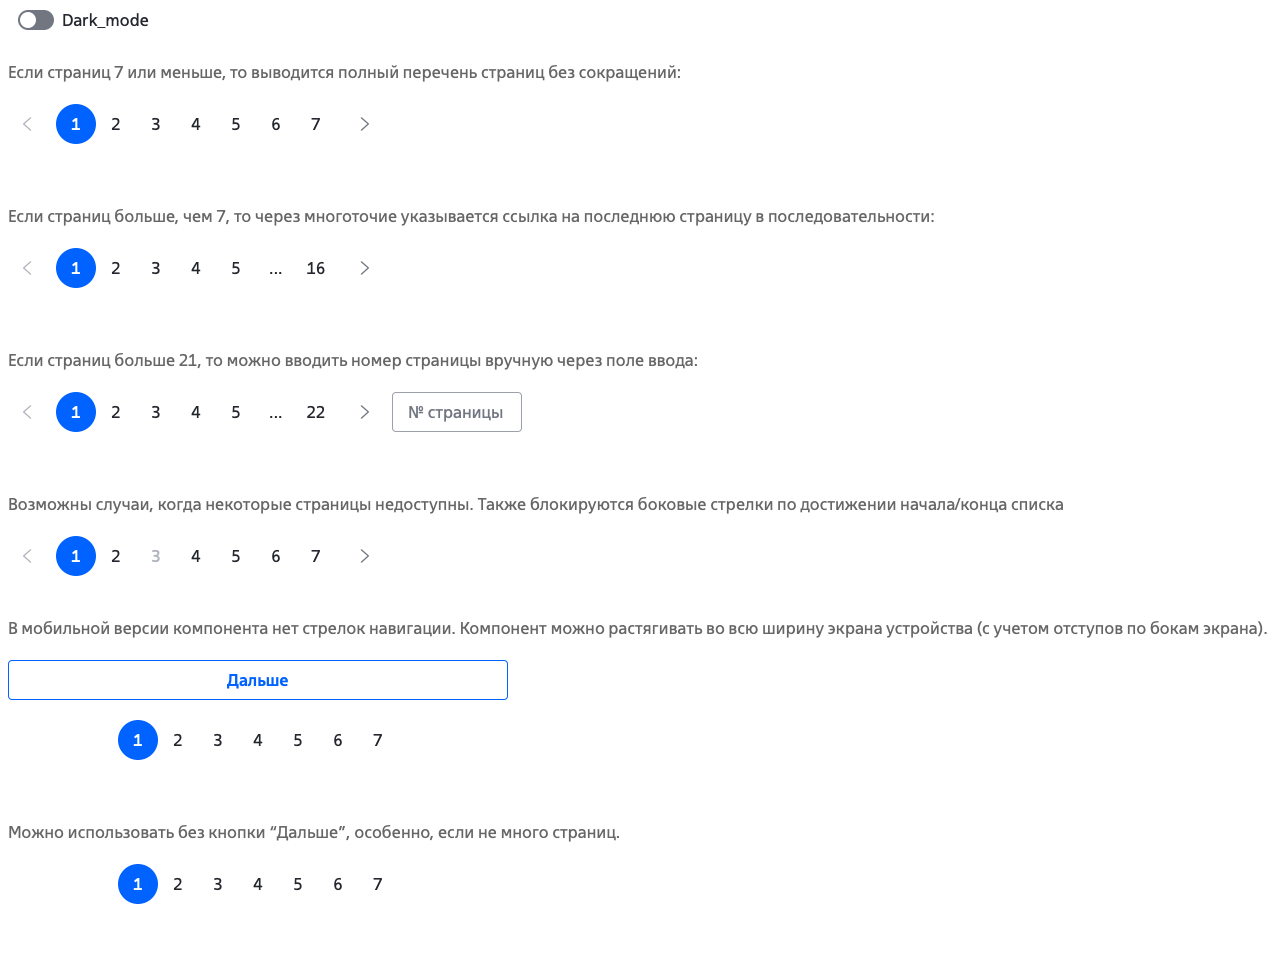 Dark_mode
Если страниц 7 или меньше, то выводится полный перечень страниц без сокращений:
1 2 3 4 5 6 7
Если страниц больше, чем 7, то через многоточие указывается ссылка на последнюю страницу в последовательности:
1 2 3 4 5 ... 16
Если страниц больше 21, то можно вводить номер страницы вручную через поле ввода:
1 2 3 4 5 ... 22 № страницы
Возможны случаи, когда некоторые страницы недоступны. Также блокируются боковые стрелки по достижении начала/конца списка
1 2 3 4 5 6 7
В мобильной версии компонента нет стрелок навигации. Компонент можно растягивать во всю ширину экрана устройства (с учетом отступов по бокам экрана).
Дальше
1 2 3 4 5 6 7
Можно использовать без кнопки “Дальше”, особенно, если не много страниц.
1 2 3 4 5 6 7